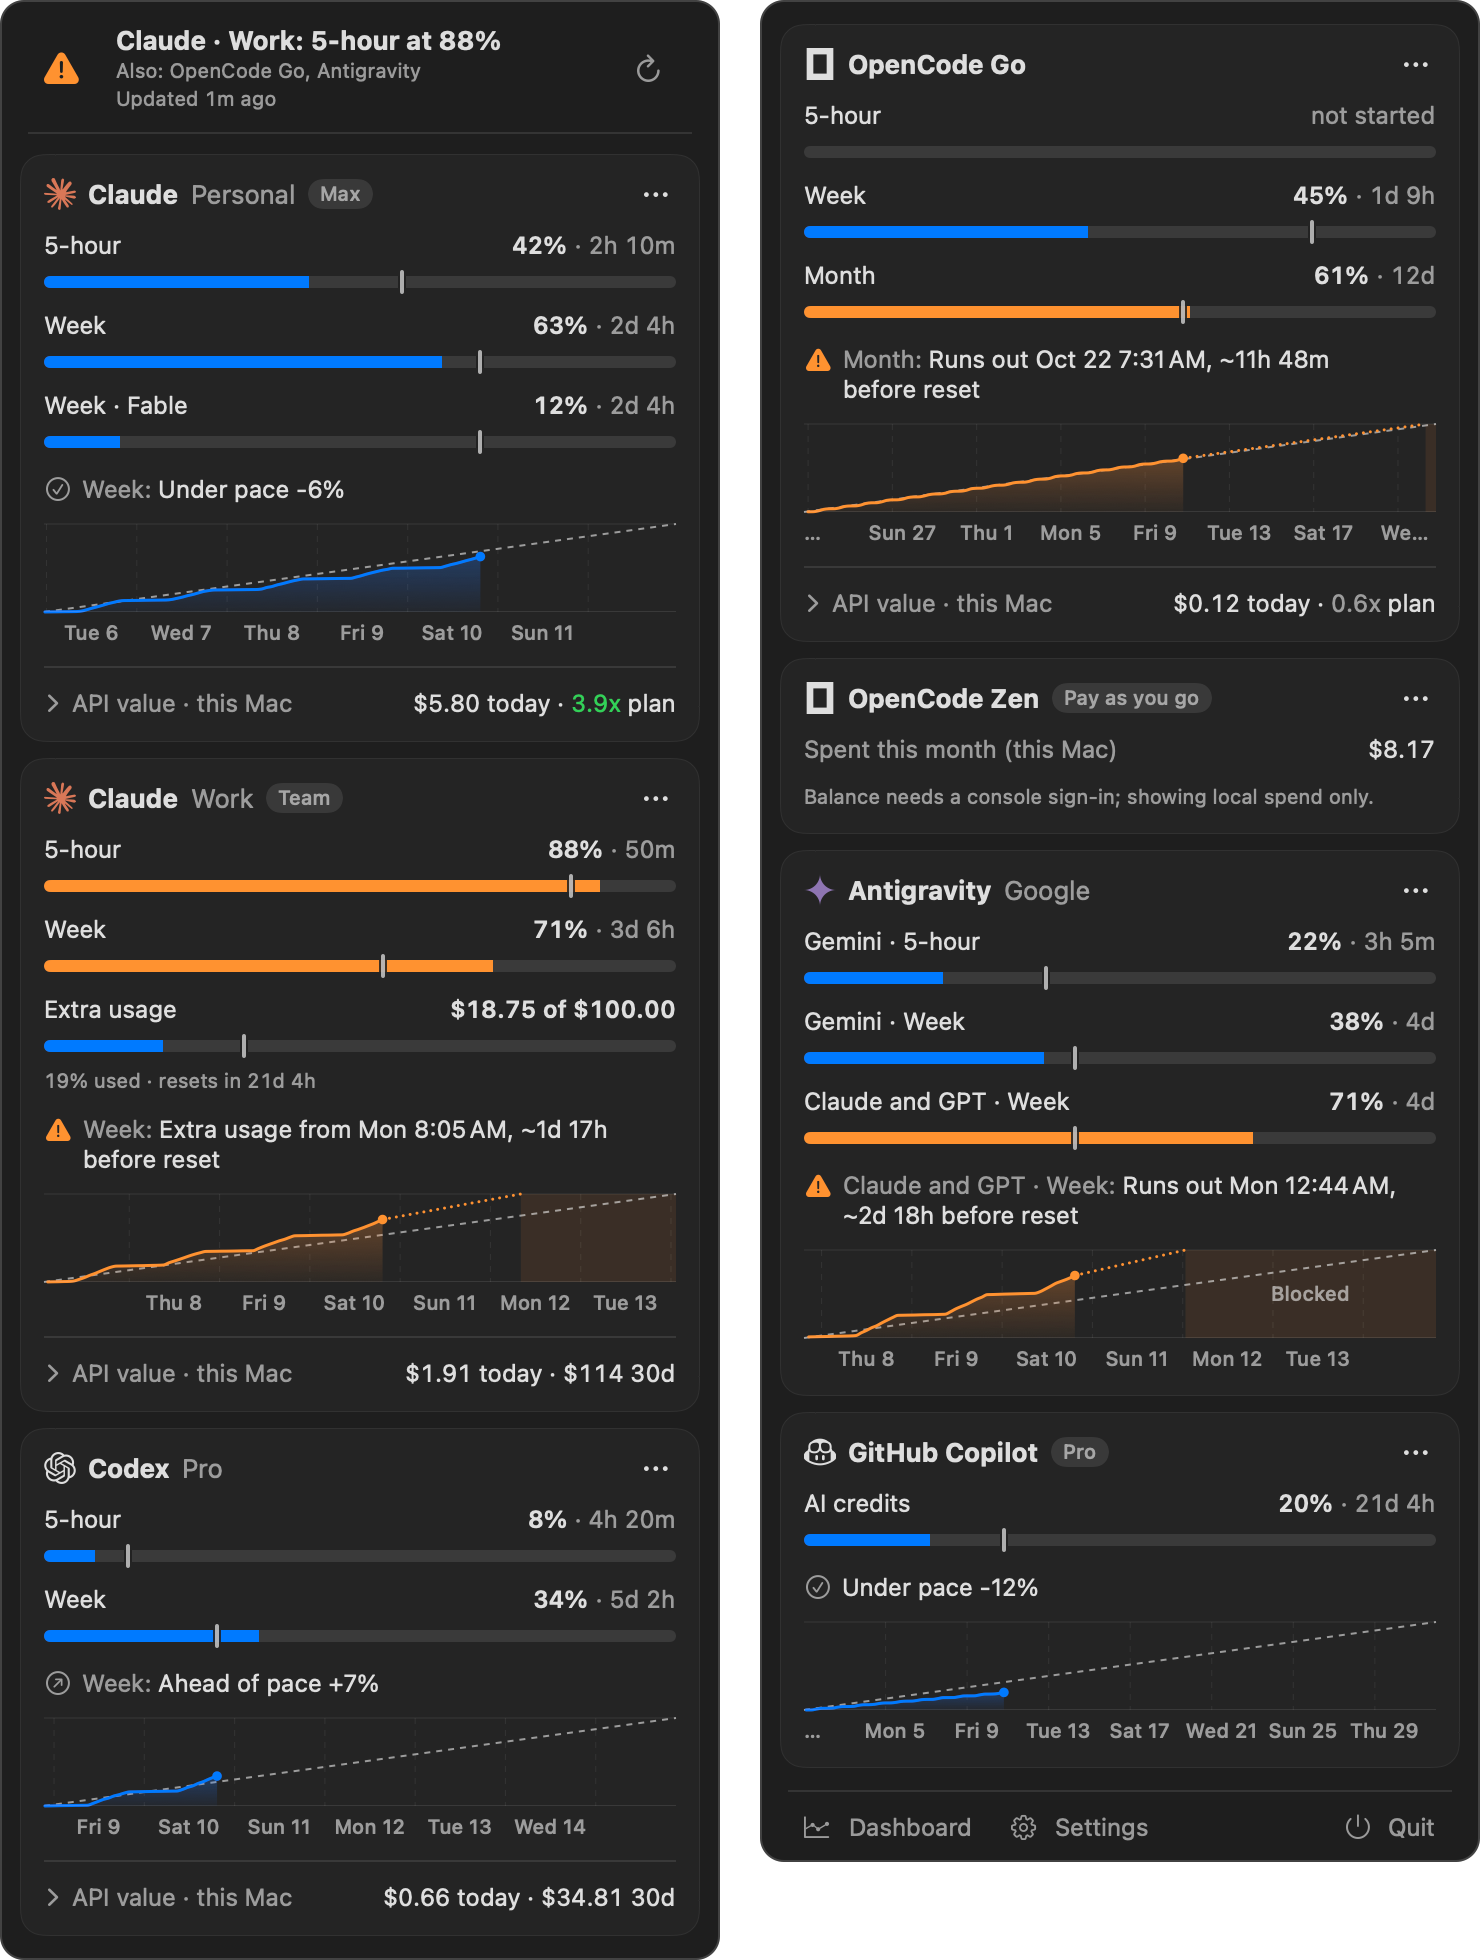 Claude · Work: 5-hour at 88%
Also: OpenCode Go, Antigravity
Updated 1m ago
Claude Personal Max
5-hour 42% · 2h 10m
Week 63% · 2d 4h
Week · Fable 12% · 2d 4h
Week: Under pace -6%
Tue 6 Wed 7 Thu 8 Fri 9 Sat 10 Sun 11
API value · this Mac $5.80 today · 3.9x plan
Claude Work Team
5-hour 88% · 50m
Week 71% · 3d 6h
Extra usage $18.75 of $100.00
19% used · resets in 21d 4h
Week: Extra usage from Mon 8:05 AM, ~1d 17h
before reset
Thu 8 Fri 9 Sat 10 Sun 11 Mon 12 Tue 13
API value · this Mac $1.91 today · $114 30d
Codex Pro
5-hour 8% · 4h 20m
Week 34% · 5d 2h
Week: Ahead of pace +7%
Fri 9 Sat 10 Sun 11 Mon 12 Tue 13 Wed 14
API value · this Mac $0.66 today · $34.81 30d
OpenCode Go
5-hour not started
Week 45% · 1d 9h
Month 61% · 12d
Month: Runs out Oct 22 7:31 AM, ~11h 48m
before reset
... Sun 27 Thu 1 Mon 5 Fri 9 Tue 13 Sat 17 We...
API value · this Mac $0.12 today · 0.6x plan
OpenCode Zen Pay as you go
Spent this month (this Mac) $8.17
Balance needs a console sign-in; showing local spend only.
Antigravity Google
Gemini · 5-hour 22% · 3h 5m
Gemini · Week 38% · 4d
Claude and GPT · Week 71% · 4d
Claude and GPT · Week: Runs out Mon 12:44 AM,
~2d 18h before reset
Blocked
Thu 8 Fri 9 Sat 10 Sun 11 Mon 12 Tue 13
GitHub Copilot Pro
AI credits 20% · 21d 4h
Under pace -12%
... Mon 5 Fri 9 Tue 13 Sat 17 Wed 21 Sun 25 Thu 29
Dashboard Settings Quit